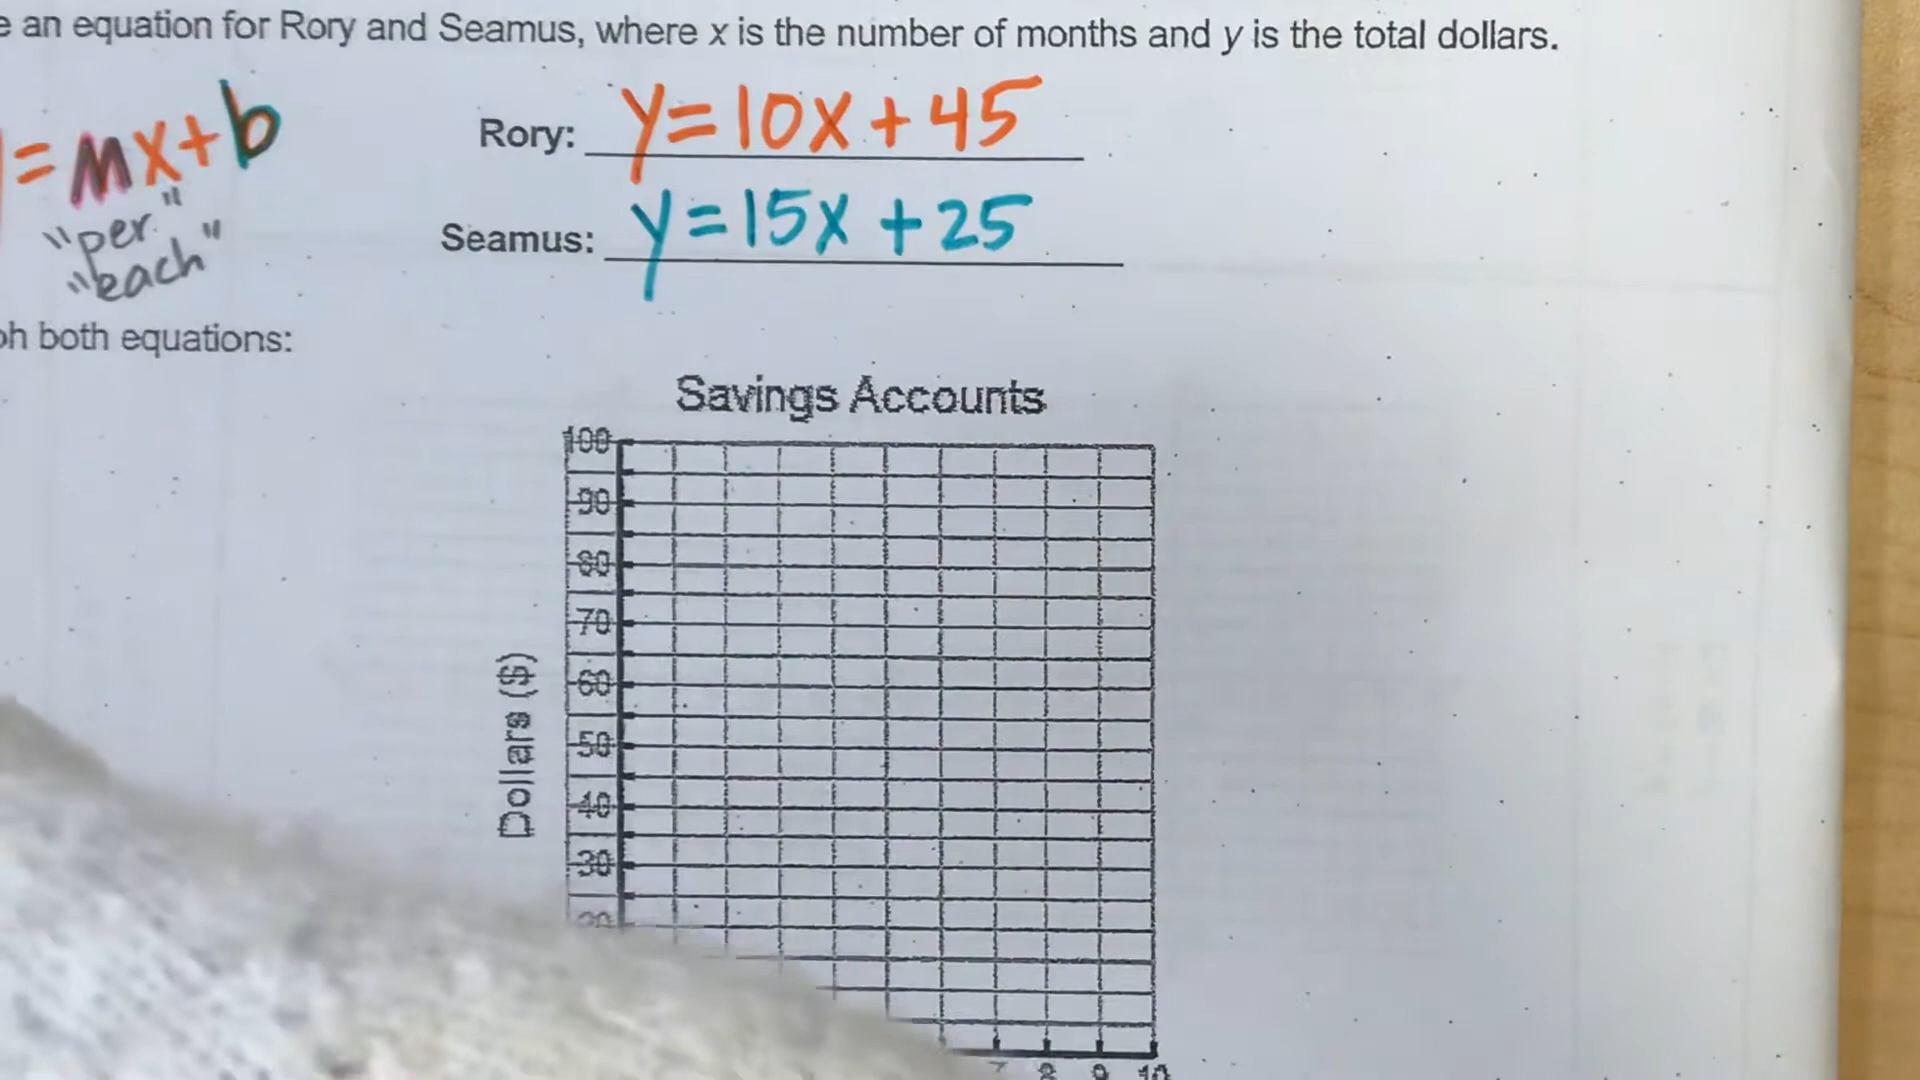 an equation for Rory and Seamus, where x is the number of months and y is the total dollars.
= mx+b
Rory: y=10x+45
"per"
Seamus: y=15x+25
"each"
both equations:
Savings Accounts
100
90
80
70
60
50
40
30
20
Dollars ($)
7 8 9 10